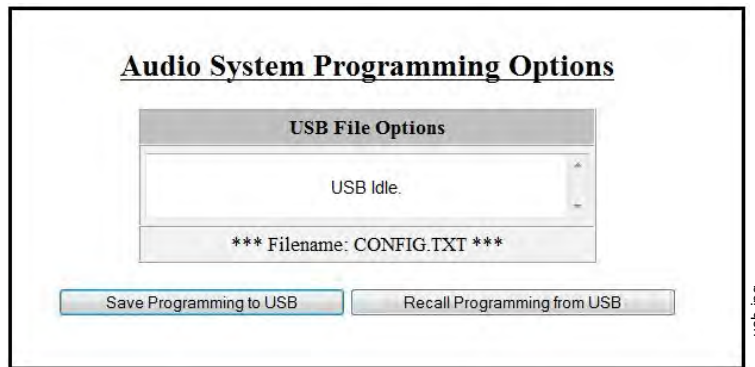 Audio System Programming Options
USB File Options
USB Idle.
*** Filename: CONFIG.TXT ***
Save Programming to USB
Recall Programming from USB